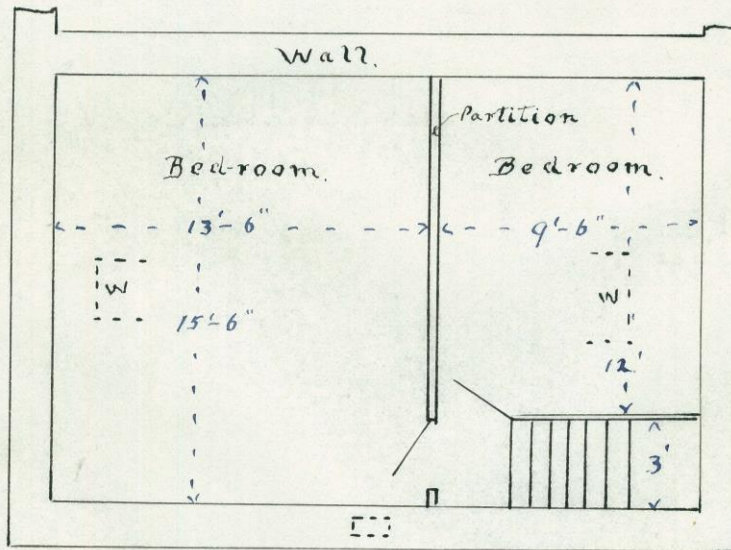 Wall.
Partition
Bed-room.
Bedroom.
13'-6"
9'-6"
W
W
15'-6"
12'
3'